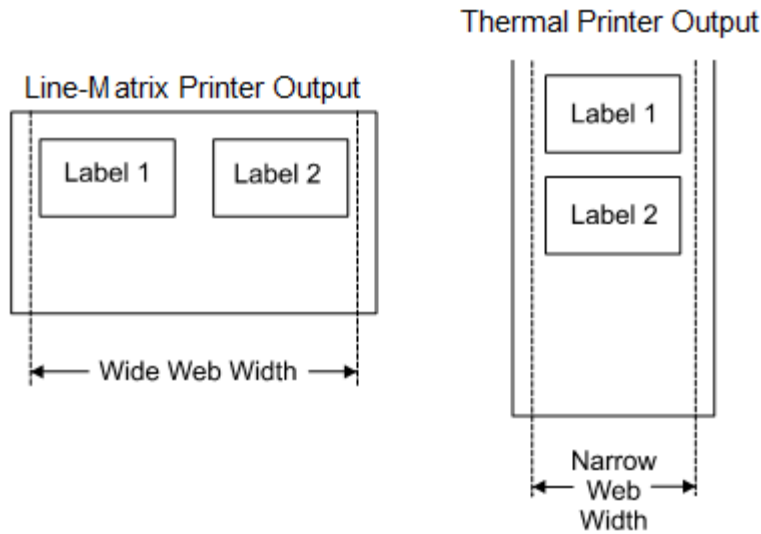 Thermal Printer Output
Line-Matrix Printer Output
Label 1
Label 2
Wide Web Width
Label 1
Label 2
Narrow
Web
Width